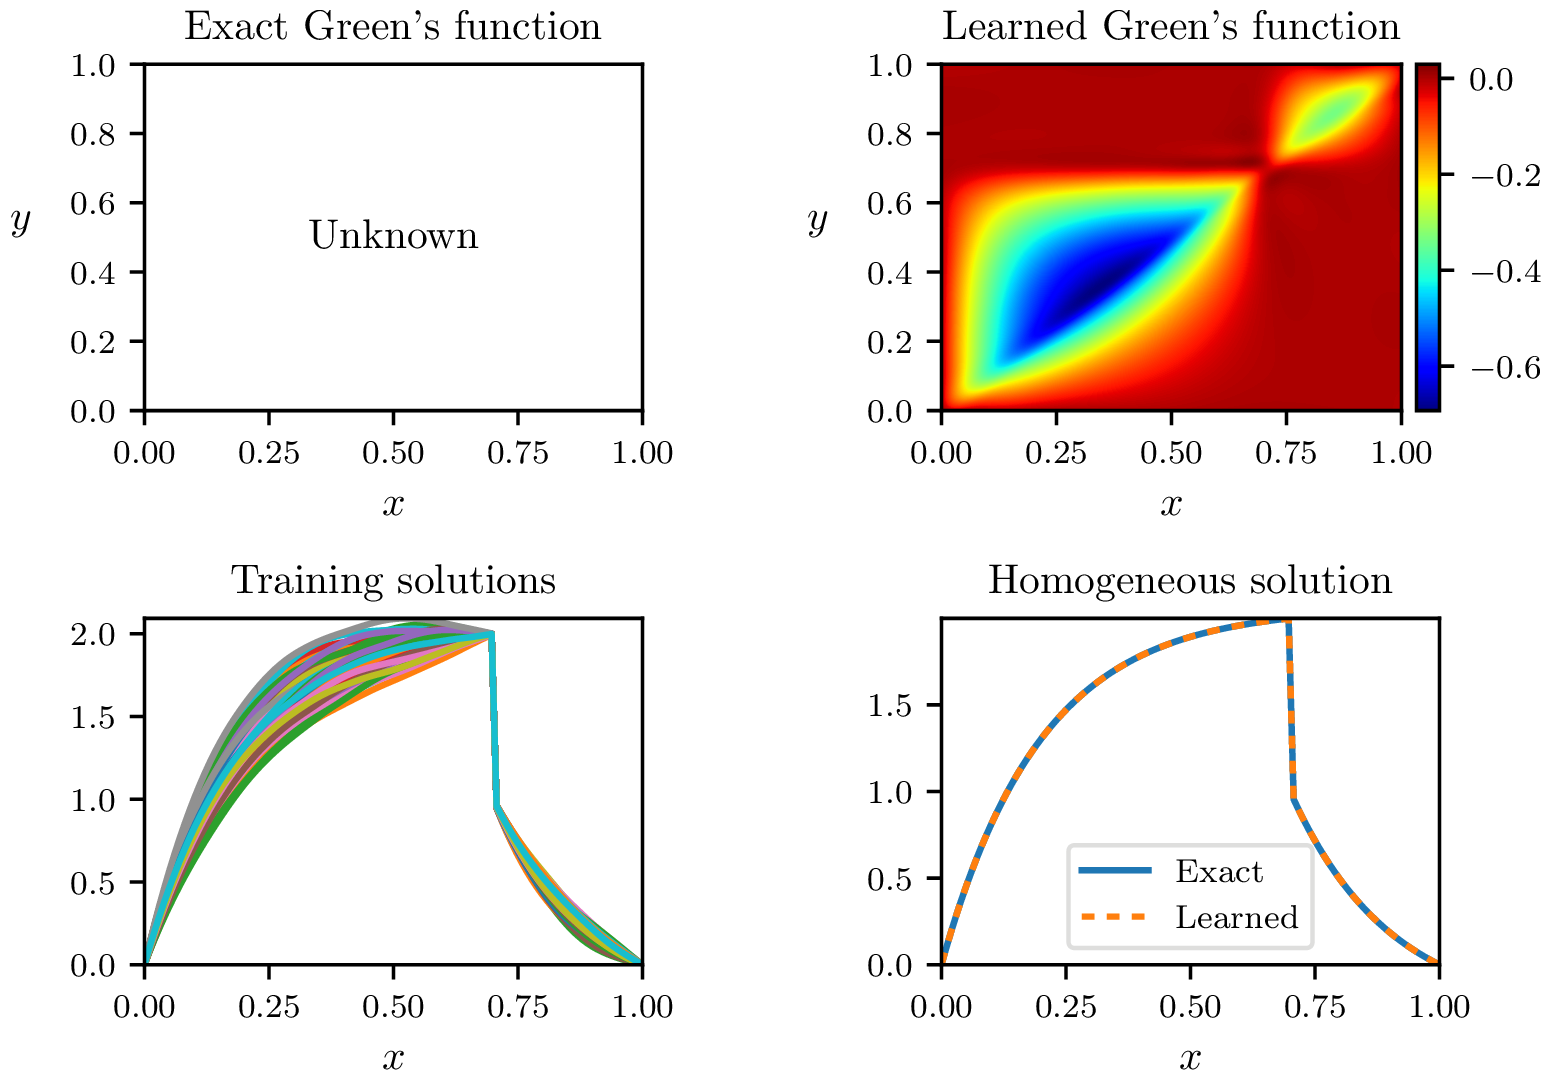 Exact Green's function
1.0
0.8
0.6
0.4
0.2
0.0
y
Unknown
0.00 0.25 0.50 0.75 1.00
x
Learned Green's function
1.0
0.8
0.6
0.4
0.2
0.0
y
0.00 0.25 0.50 0.75 1.00
x
0.0
−0.2
−0.4
−0.6
Training solutions
2.0
1.5
1.0
0.5
0.0
0.00 0.25 0.50 0.75 1.00
x
Homogeneous solution
1.5
1.0
0.5
0.0
Exact
Learned
0.00 0.25 0.50 0.75 1.00
x